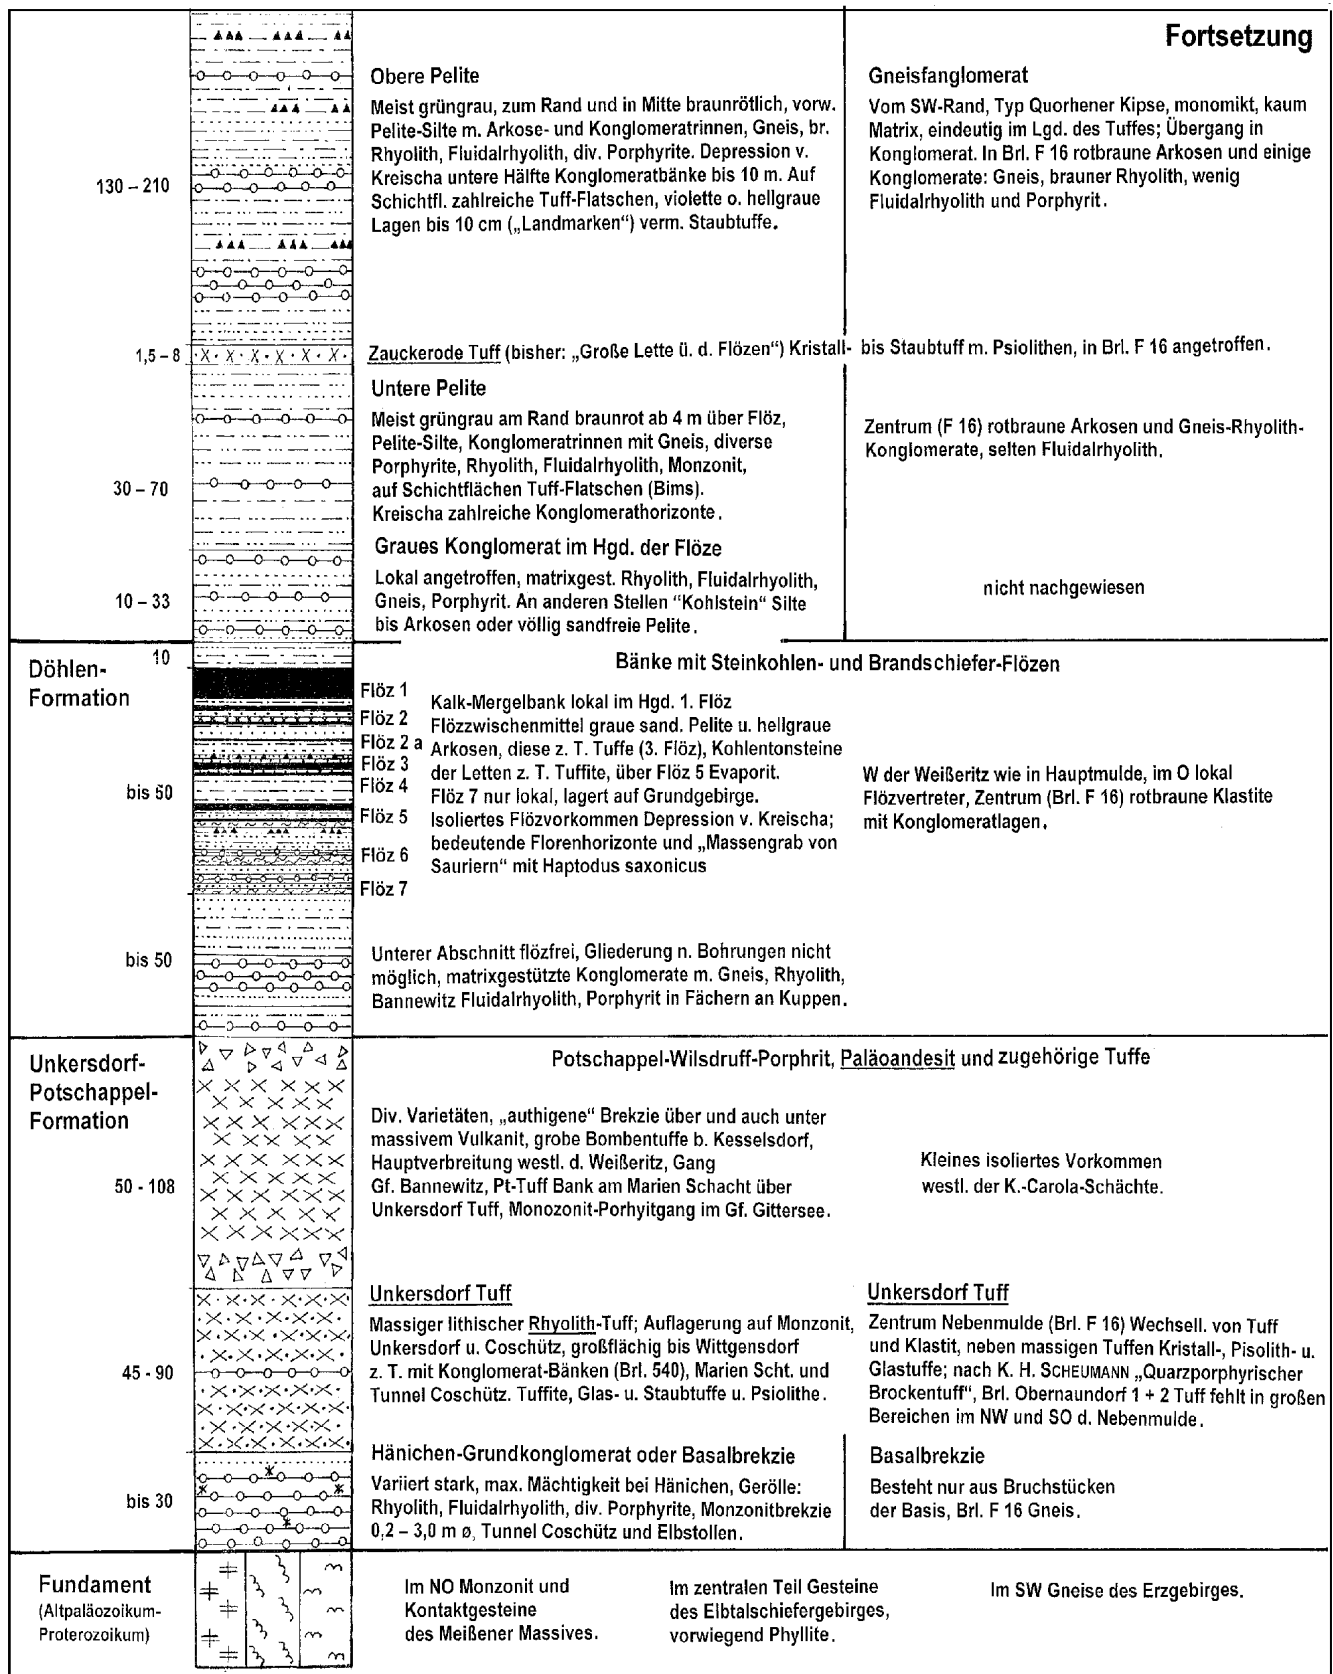 Fortsetzung
Obere Pelite
Meist grüngrau, zum Rand und in Mitte braunrötlich, vorw.
Pelite-Silte m. Arkose- und Konglomeratrinnen, Gneis, br.
Rhyolith, Fluidalrhyolith, div. Porphyrite. Depression v.
Kreischa untere Hälfte Konglomeratbänke bis 10 m. Auf
Schichtfl. zahlreiche Tuff-Flatschen, violette o. hellgraue
Lagen bis 10 cm („Landmarken“) verm. Staubtuffe.
130 – 210
Gneisfanglomerat
Vom SW-Rand, Typ Quorhener Kipse, monomikt, kaum
Matrix, eindeutig im Lgd. des Tuffes; Übergang in
Konglomerat. In Brl. F 16 rotbraune Arkosen und einige
Konglomerate: Gneis, brauner Rhyolith, wenig
Fluidalrhyolith und Porphyrit.
1,5 – 8
Zauckerode Tuff (bisher: „Große Lette ü. d. Flözen“) Kristall- bis Staubtuff m. Psiolithen, in Brl. F 16 angetroffen.
Untere Pelite
Meist grüngrau am Rand braunrot ab 4 m über Flöz,
Pelite-Silte, Konglomeratrinnen mit Gneis, diverse
Porphyrite, Rhyolith, Fluidalrhyolith, Monzonit,
auf Schichtflächen Tuff-Flatschen (Bims).
Kreischa zahlreiche Konglomerathorizonte.
30 – 70
Zentrum (F 16) rotbraune Arkosen und Gneis-Rhyolith-
Konglomerate, selten Fluidalrhyolith.
Graues Konglomerat im Hgd. der Flöze
Lokal angetroffen, matrixgest. Rhyolith, Fluidalrhyolith,
Gneis, Porphyrit. An anderen Stellen "Kohlstein" Silte
bis Arkosen oder völlig sandfreie Pelite.
10 – 33
nicht nachgewiesen
Döhlen-
Formation
10
bis 50
Bänke mit Steinkohlen- und Brandschiefer-Flözen
Flöz 1
Flöz 2
Flöz 2 a
Flöz 3
Flöz 4
Flöz 5
Flöz 6
Flöz 7
Kalk-Mergelbank lokal im Hgd. 1. Flöz
Flözzwischenmittel graue sand. Pelite u. hellgraue
Arkosen, diese z. T. Tuffe (3. Flöz), Kohlentonsteine
der Letten z. T. Tuffite, über Flöz 5 Evaporit.
Flöz 7 nur lokal, lagert auf Grundgebirge.
Isoliertes Flözvorkommen Depression v. Kreischa;
bedeutende Florenhorizonte und „Massengrab von
Sauriern“ mit Haptodus saxonicus
W der Weißeritz wie in Hauptmulde, im O lokal
Flözvertreter, Zentrum (Brl. F 16) rotbraune Klastite
mit Konglomeratlagen.
bis 50
Unterer Abschnitt flözfrei, Gliederung n. Bohrungen nicht
möglich, matrixgestützte Konglomerate m. Gneis, Rhyolith,
Bannewitz Fluidalrhyolith, Porphyrit in Fächern an Kuppen.
Unkersdorf-
Potschappel-
Formation
50 - 108
Potschappel-Wilsdruff-Porphrit, Paläoandesit und zugehörige Tuffe
Div. Varietäten, „authigene“ Brekzie über und auch unter
massivem Vulkanit, grobe Bombentuffe b. Kesselsdorf,
Hauptverbreitung westl. d. Weißeritz, Gang
Gf. Bannewitz, Pt-Tuff Bank am Marien Schacht über
Unkersdorf Tuff, Monozonit-Porhyitgang im Gf. Gittersee.
Kleines isoliertes Vorkommen
westl. der K.-Carola-Schächte.
45 - 90
Unkersdorf Tuff
Massiger lithischer Rhyolith-Tuff; Auflagerung auf Monzonit,
Unkersdorf u. Coschütz, großflächig bis Wittgensdorf
z. T. mit Konglomerat-Bänken (Brl. 540), Marien Scht. und
Tunnel Coschütz. Tuffite, Glas- u. Staubtuffe u. Psiolithe.
Unkersdorf Tuff
Zentrum Nebenmulde (Brl. F 16) Wechsell. von Tuff
und Klastit, neben massigen Tuffen Kristall-, Pisolith- u.
Glastuffe; nach K. H. SCHEUMANN „Quarzporphyrischer
Brockentuff“, Brl. Obernaundorf 1 + 2 Tuff fehlt in großen
Bereichen im NW und SO d. Nebenmulde.
bis 30
Hänichen-Grundkonglomerat oder Basalbrekzie
Variiert stark, max. Mächtigkeit bei Hänichen, Gerölle:
Rhyolith, Fluidalrhyolith, div. Porphyrite, Monzonitbrekzie
0,2 – 3,0 m ø, Tunnel Coschütz und Elbstollen.
Basalbrekzie
Besteht nur aus Bruchstücken
der Basis, Brl. F 16 Gneis.
Fundament
(Altpaläozoikum-
Proterozoikum)
Im NO Monzonit und
Kontaktgesteine
des Meißener Massives.
Im zentralen Teil Gesteine
des Elbtalschiefergebirges,
vorwiegend Phyllite.
Im SW Gneise des Erzgebirges.